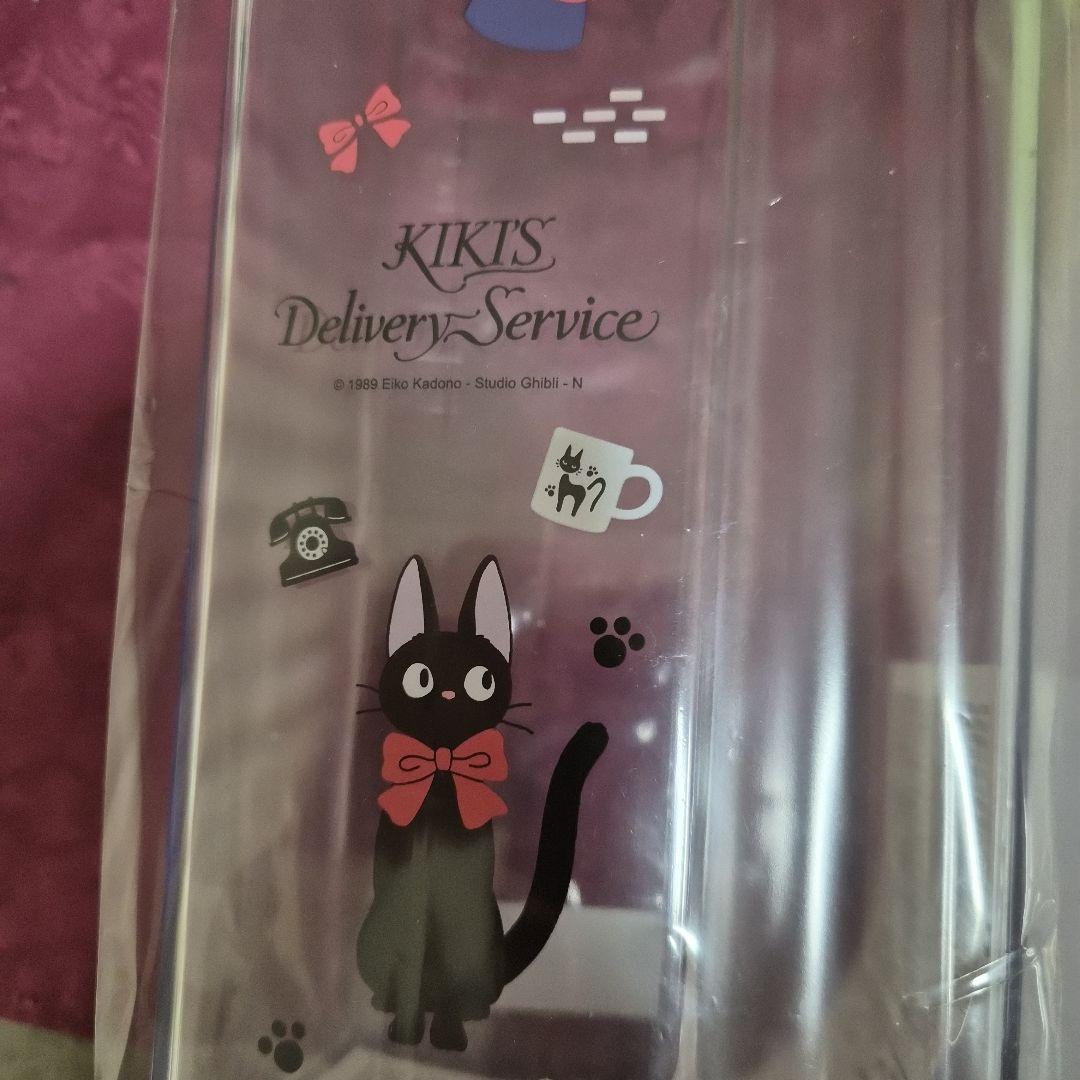 KIKI'S
Delivery Service
© 1989 Eiko Kadono - Studio Ghibli - N